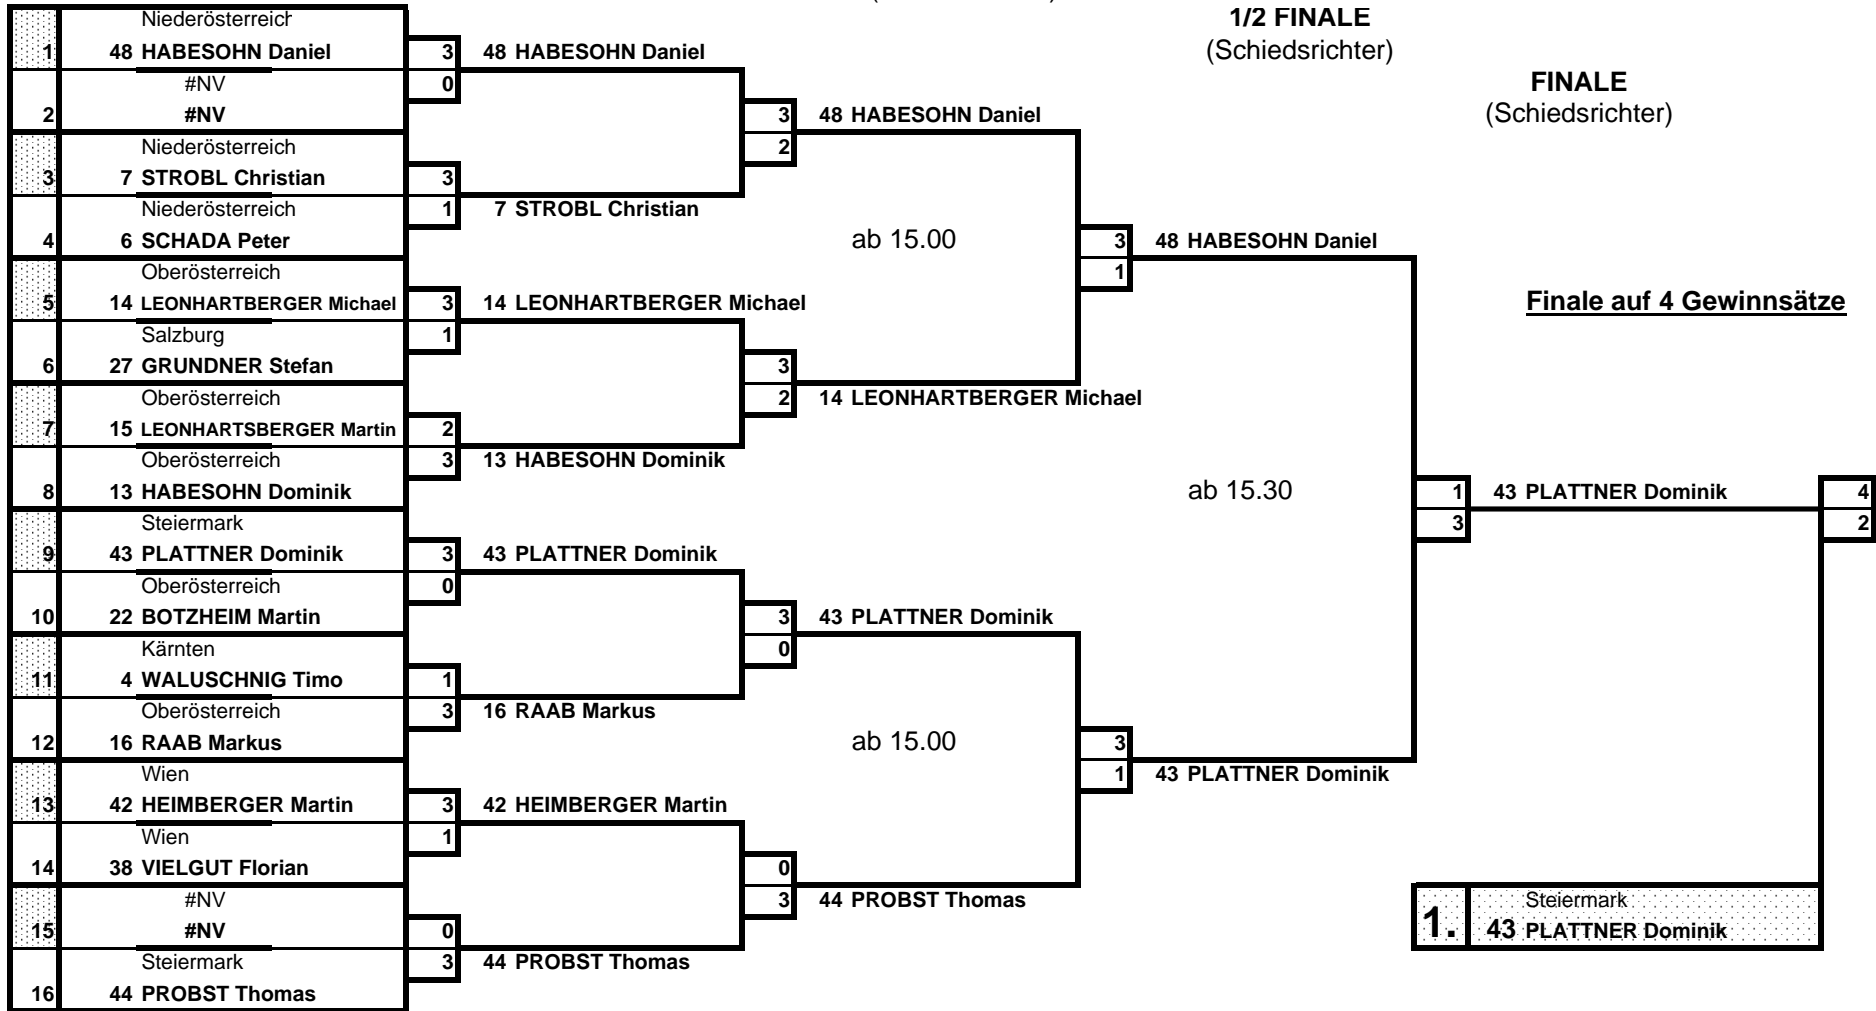 1/2 FINALE
(Schiedsrichter)
FINALE
(Schiedsrichter)
Finale auf 4 Gewinnsätze
Niederösterreich
1 48 HABESOHN Daniel 3
#NV 0
2 #NV
Niederösterreich
3 7 STROBL Christian 3
Niederösterreich 1
4 6 SCHADA Peter
Oberösterreich
5 14 LEONHARTBERGER Michael 3
Salzburg 1
6 27 GRUNDNER Stefan
Oberösterreich
7 15 LEONHARTSBERGER Martin 2
Oberösterreich 3
8 13 HABESOHN Dominik
Steiermark
9 43 PLATTNER Dominik 3
Oberösterreich 0
10 22 BOTZHEIM Martin
Kärnten
11 4 WALUSCHNIG Timo 1
Oberösterreich 3
12 16 RAAB Markus
Wien
13 42 HEIMBERGER Martin 3
Wien 1
14 38 VIELGUT Florian
#NV
15 #NV 0
Steiermark 3
16 44 PROBST Thomas
48 HABESOHN Daniel
3
2
7 STROBL Christian
14 LEONHARTBERGER Michael
3
2
13 HABESOHN Dominik
43 PLATTNER Dominik
3
0
16 RAAB Markus
42 HEIMBERGER Martin
0
3
44 PROBST Thomas
48 HABESOHN Daniel
ab 15.00
3
1
14 LEONHARTBERGER Michael
43 PLATTNER Dominik
ab 15.00
3
1
44 PROBST Thomas
48 HABESOHN Daniel
ab 15.30
1
3
43 PLATTNER Dominik
43 PLATTNER Dominik
4
2
Steiermark
1. 43 PLATTNER Dominik